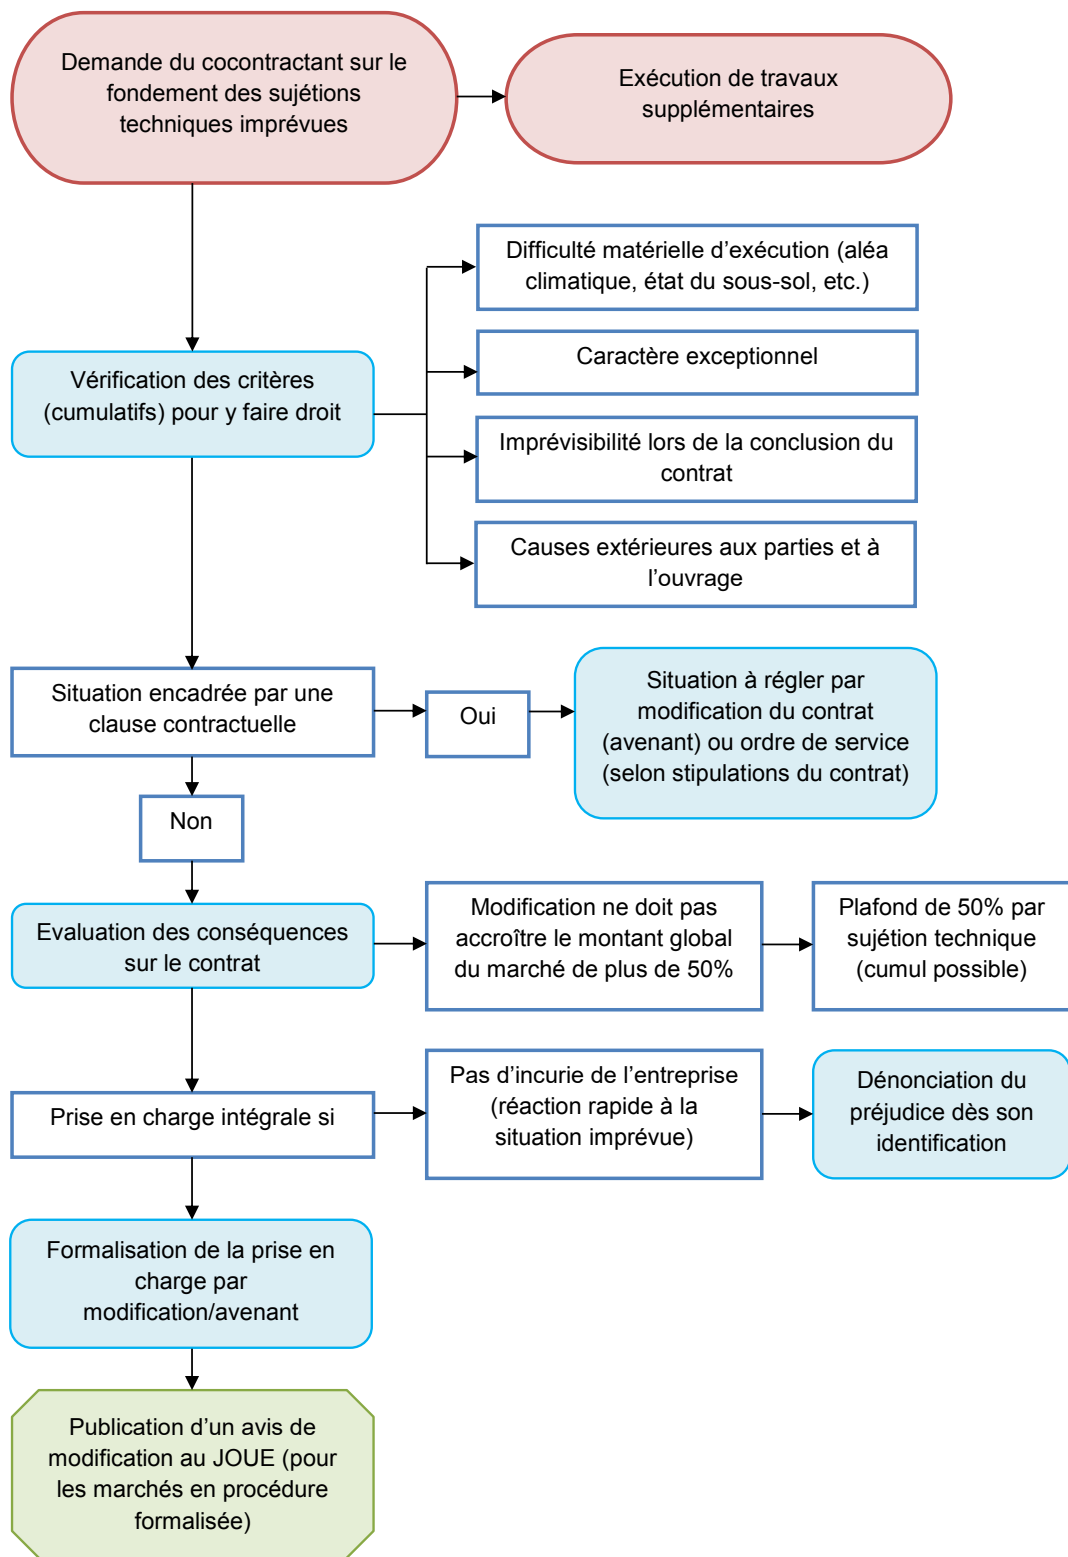 Demande du cocontractant sur le
fondement des sujétions
techniques imprévues
Exécution de travaux
supplémentaires
Difficulté matérielle d’exécution (aléa
climatique, état du sous-sol, etc.)
Caractère exceptionnel
Vérification des critères
(cumulatifs) pour y faire droit
Imprévisibilité lors de la conclusion du
contrat
Causes extérieures aux parties et à
l’ouvrage
Situation encadrée par une
clause contractuelle
Oui
Situation à régler par
modification du contrat
(avenant) ou ordre de service
(selon stipulations du contrat)
Non
Evaluation des conséquences
sur le contrat
Modification ne doit pas
accroître le montant global
du marché de plus de 50%
Plafond de 50% par
sujétion technique
(cumul possible)
Prise en charge intégrale si
Pas d’incurie de l’entreprise
(réaction rapide à la
situation imprévue)
Dénonciation du
préjudice dès son
identification
Formalisation de la prise en
charge par
modification/avenant
Publication d’un avis de
modification au JOUE (pour
les marchés en procédure
formalisée)